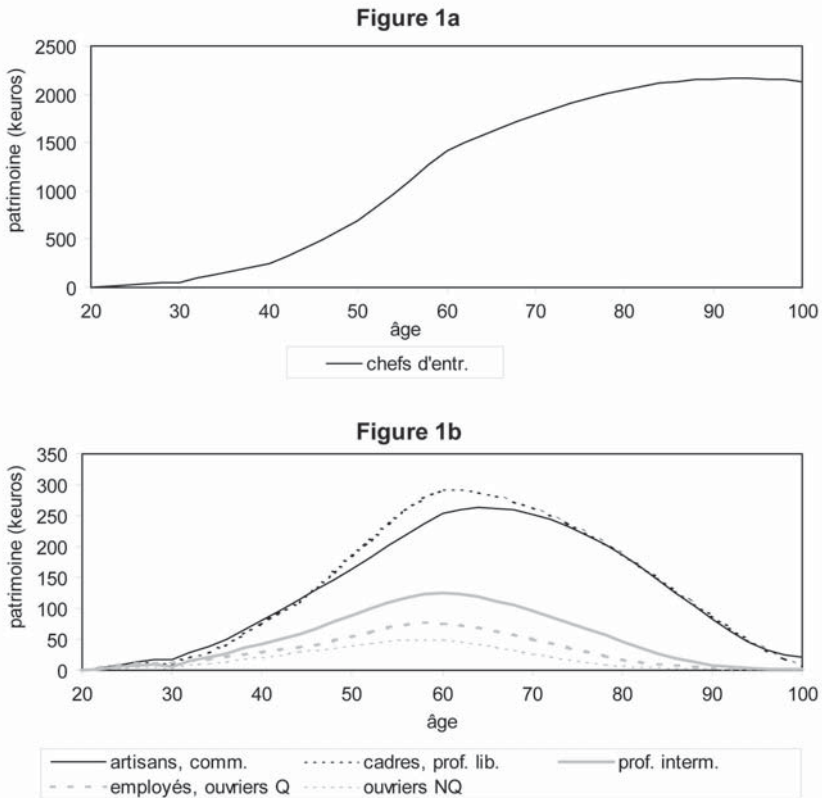 Figure 1a
patrimoine (keuros)
2500
2000
1500
1000
500
0
20 30 40 50 60 70 80 90 100
âge
chefs d'entr.
Figure 1b
patrimoine (keuros)
350
300
250
200
150
100
50
0
20 30 40 50 60 70 80 90 100
âge
artisans, comm. cadres, prof. lib. prof. interm.
employés, ouvriers Q ouvriers NQ